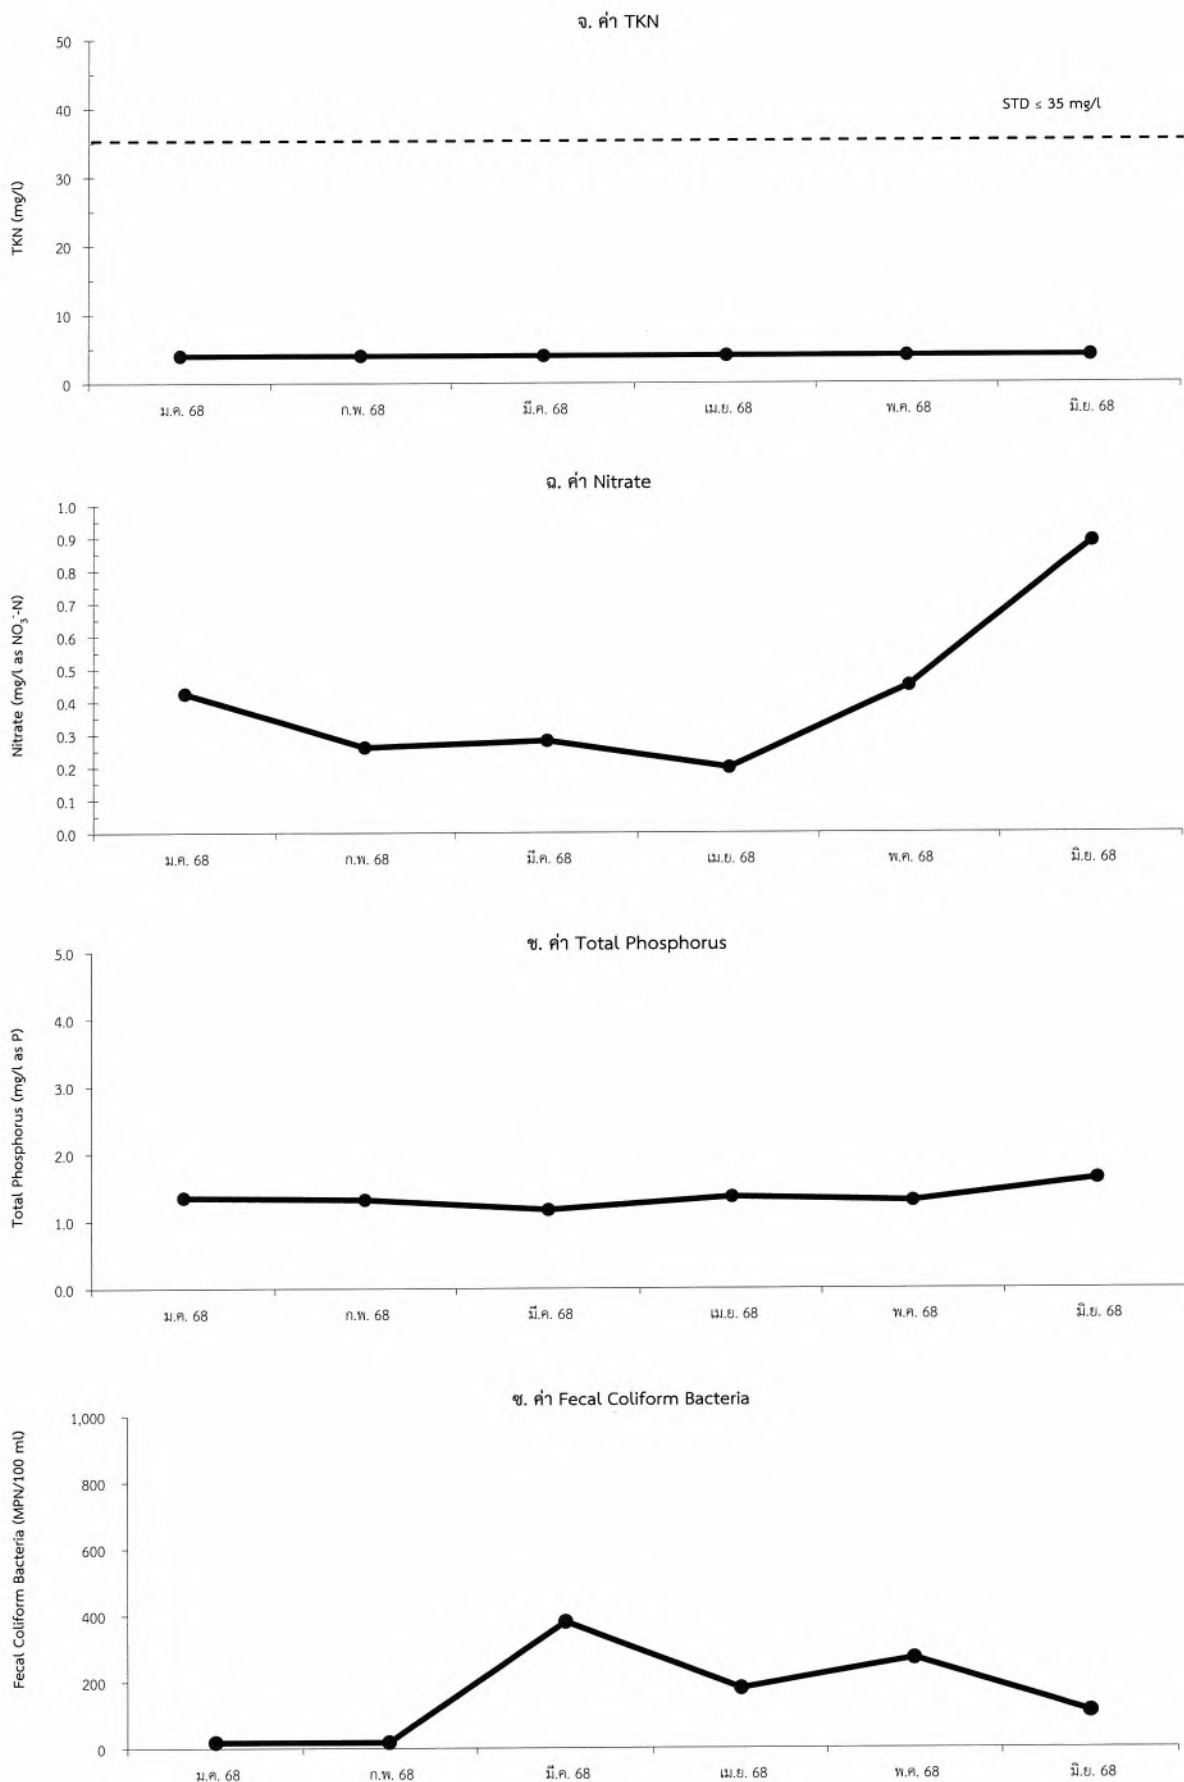 จ. ค่า TKN
50
40
30
20
10
0
TKN (mg/l)
STD ≤ 35 mg/l
ม.ค. 68 ก.พ. 68 มี.ค. 68 เม.ย. 68 พ.ค. 68 มิ.ย. 68
ฉ. ค่า Nitrate
1.0
0.9
0.8
0.7
0.6
0.5
0.4
0.3
0.2
0.1
0.0
Nitrate (mg/l as NO₃⁻-N)
ม.ค. 68 ก.พ. 68 มี.ค. 68 เม.ย. 68 พ.ค. 68 มิ.ย. 68
ช. ค่า Total Phosphorus
5.0
4.0
3.0
2.0
1.0
0.0
Total Phosphorus (mg/l as P)
ม.ค. 68 ก.พ. 68 มี.ค. 68 เม.ย. 68 พ.ค. 68 มิ.ย. 68
ซ. ค่า Fecal Coliform Bacteria
1,000
800
600
400
200
0
Fecal Coliform Bacteria (MPN/100 ml)
ม.ค. 68 ก.พ. 68 มี.ค. 68 เม.ย. 68 พ.ค. 68 มิ.ย. 68